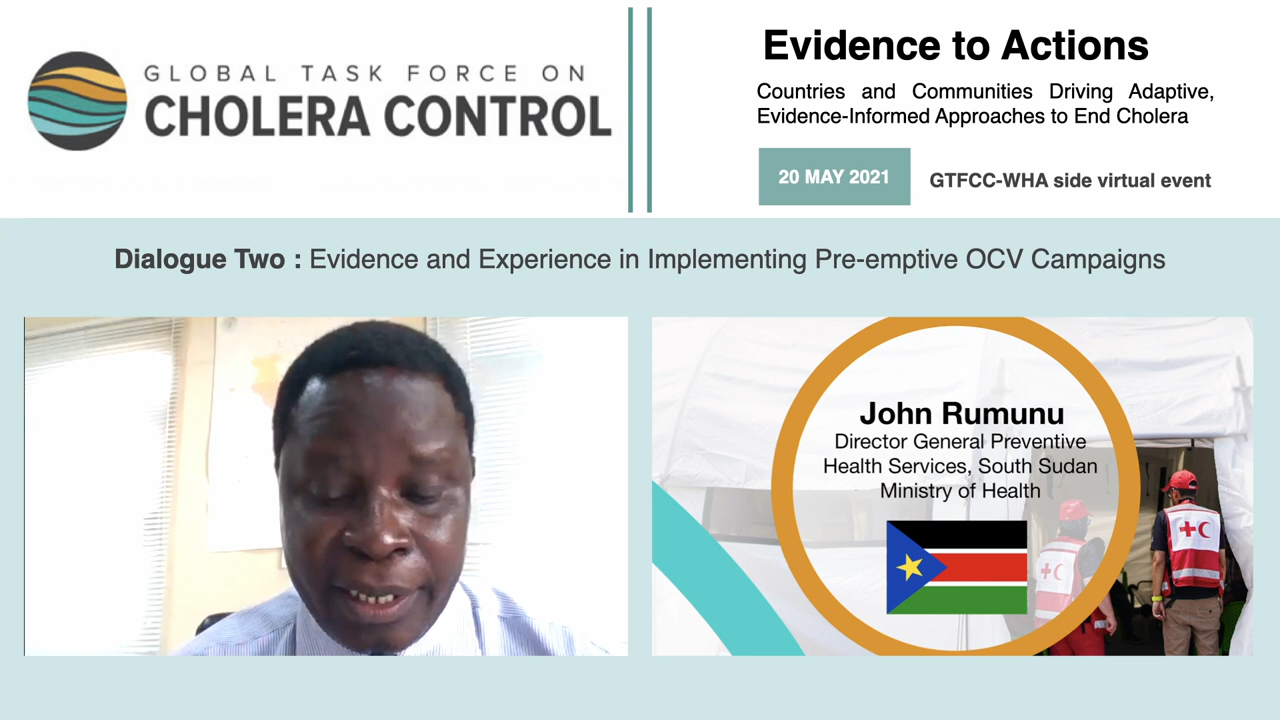 GLOBAL TASK FORCE ON
CHOLERA CONTROL
Evidence to Actions
Countries and Communities Driving Adaptive,
Evidence-Informed Approaches to End Cholera
20 MAY 2021
GTFCC-WHA side virtual event
Dialogue Two : Evidence and Experience in Implementing Pre-emptive OCV Campaigns
John Rumunu
Director General Preventive
Health Services, South Sudan
Ministry of Health